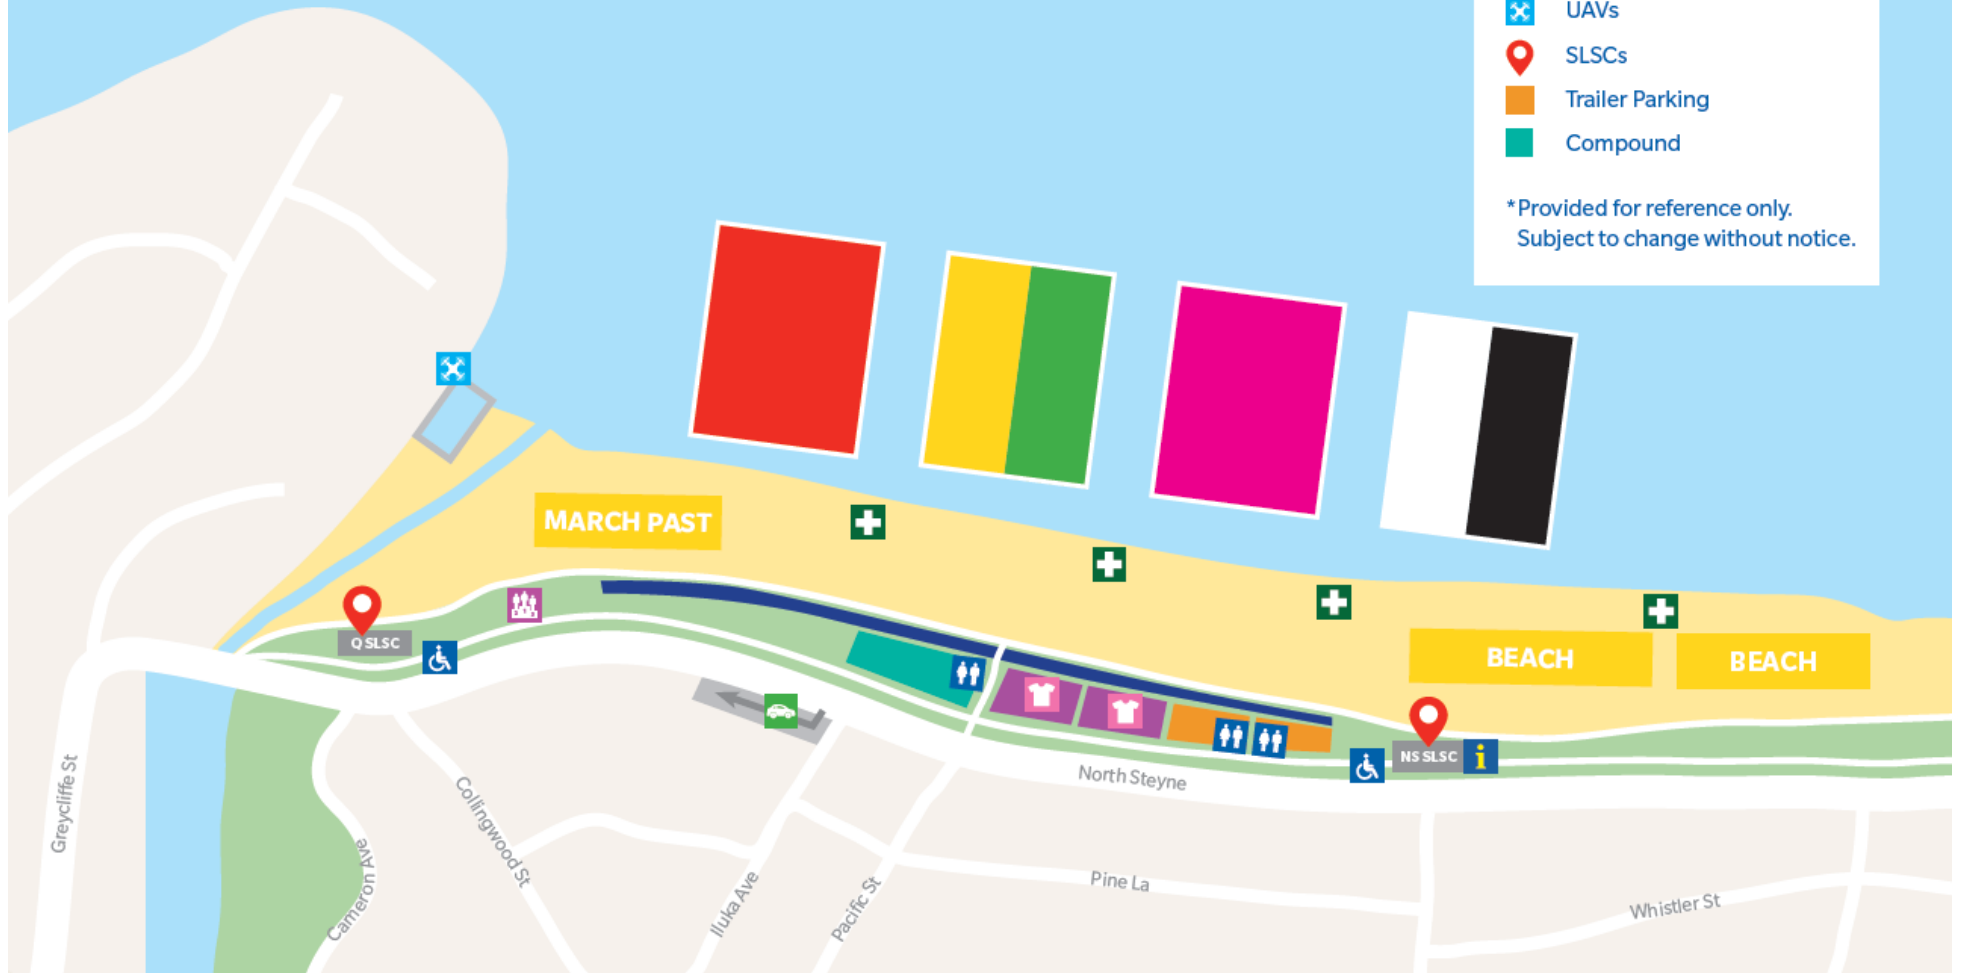 UAVs
SLSCs
Trailer Parking
Compound
*Provided for reference only.
Subject to change without notice.
MARCH PAST
Q SLSC
BEACH
BEACH
NS SLSC
i
North Steyne
Greycliffe St
Collingwood St
Cameron Ave
Iluka Ave
Pacific St
Pine La
Whistler St